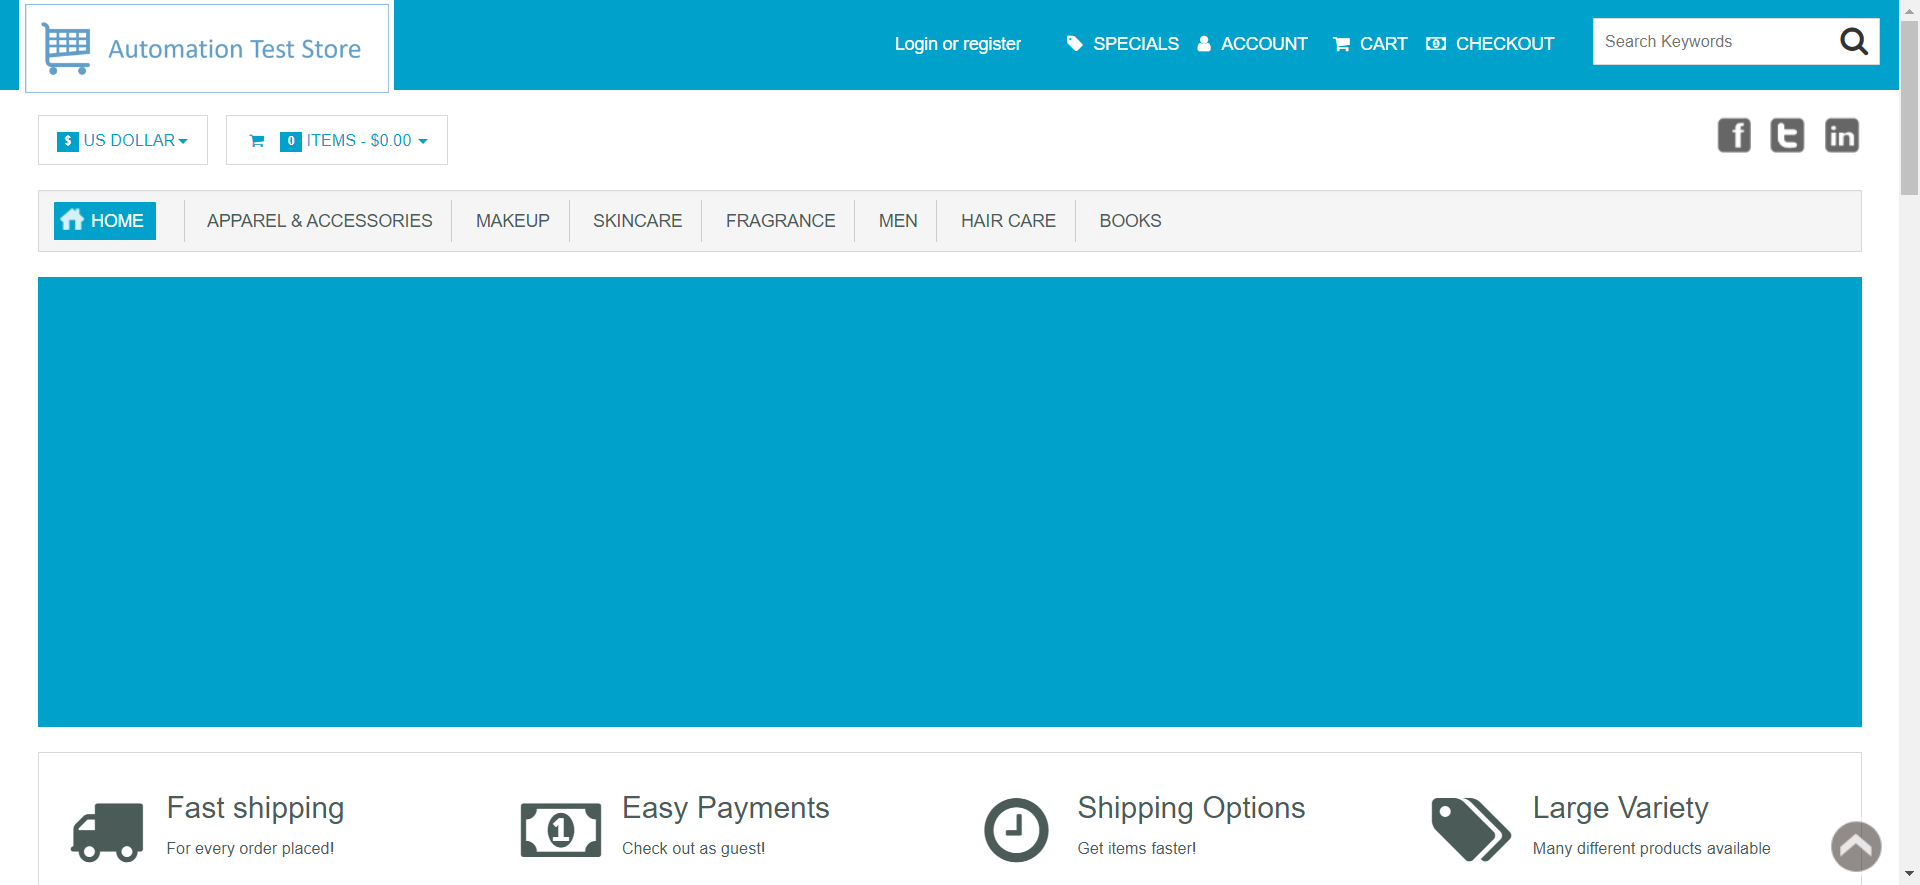 Automation Test Store
Login or register
SPECIALS
ACCOUNT
CART
CHECKOUT
Search Keywords
$ US DOLLAR
0 ITEMS - $0.00
f
t
in
HOME
APPAREL & ACCESSORIES
MAKEUP
SKINCARE
FRAGRANCE
MEN
HAIR CARE
BOOKS
Fast shipping
For every order placed!
1
Easy Payments
Check out as guest!
Shipping Options
Get items faster!
Large Variety
Many different products available